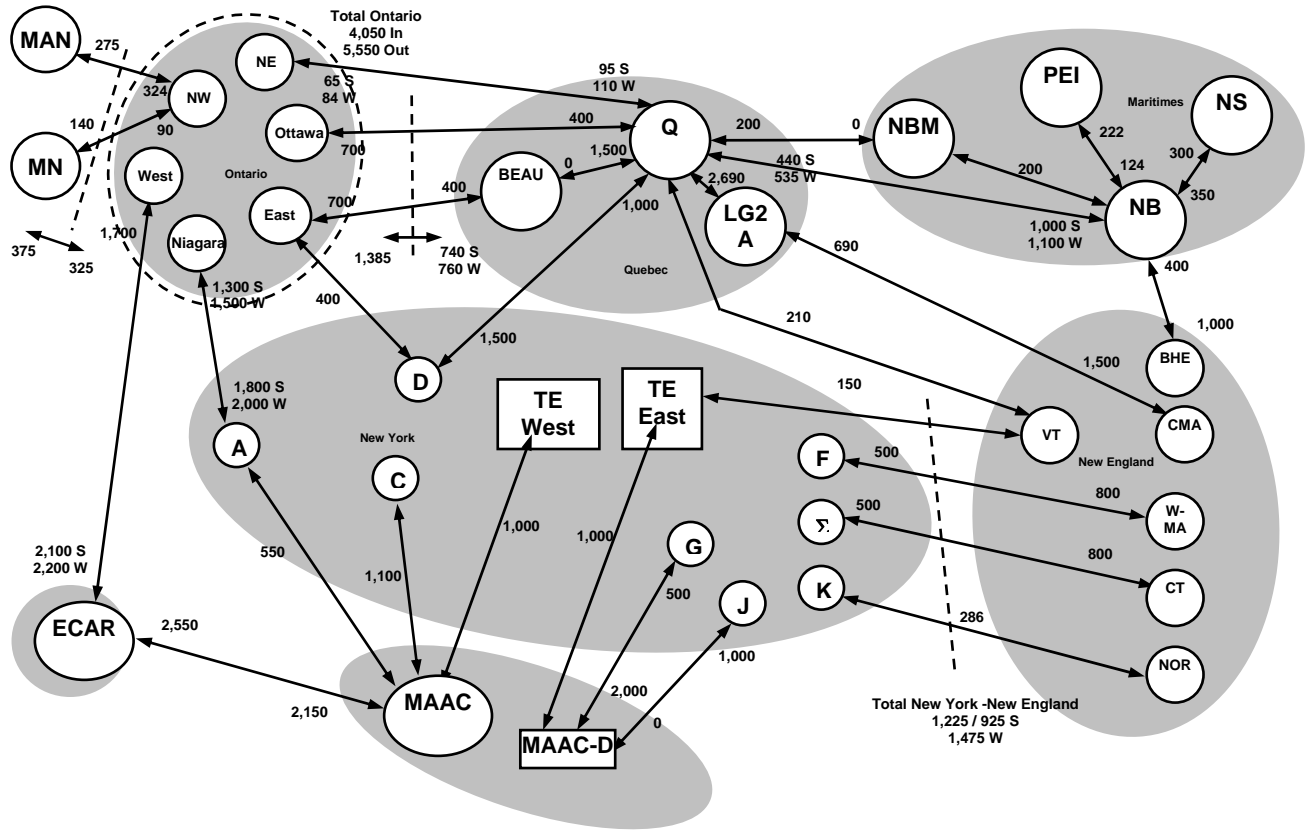 Total Ontario
4,050 In
5,550 Out
MAN
275
NE
95 S
110 W
65 S
84 W
324
NW
PEI
Maritimes
NS
140
90
Ottawa
400
700
Q
200
0
NBM
222
124
300
350
MN
West
Ontario
BEAU
0
1,500
440 S
535 W
200
NB
East
700
400
2,690
LG2
A
1,000
1,000 S
1,100 W
400
1,700
Niagara
375
325
1,385
740 S
760 W
Quebec
690
1,300 S
1,500 W
400
210
1,000
1,500
1,500
BHE
D
1,800 S
2,000 W
TE
West
TE
East
150
VT
CMA
A
New York
New England
C
F
500
800
W-
MA
Σ
500
800
CT
1,000
1,000
550
1,100
G
500
2,100 S
2,200 W
K
286
NOR
J
1,000
ECAR
2,550
2,150
MAAC
2,000
0
MAAC-D
Total New York -New England
1,225 / 925 S
1,475 W